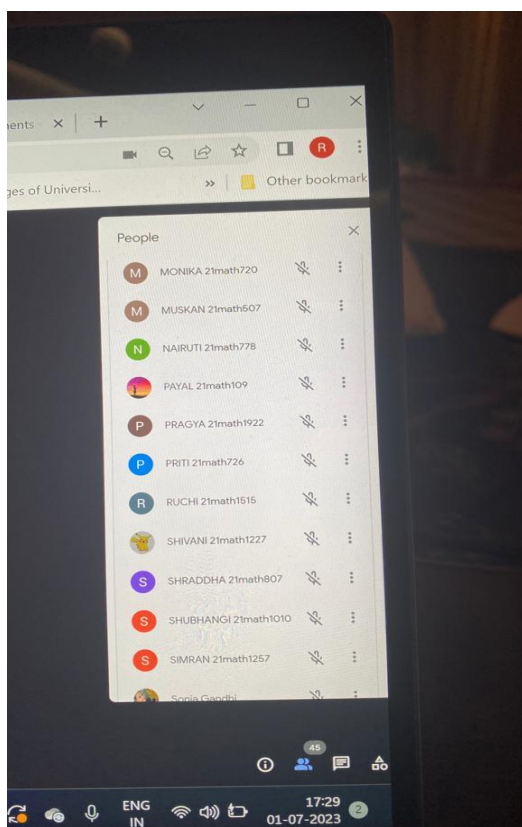 nents
R
ges of Universi...
» Other bookmark
People
M MONIKA 21math720
M MUSKAN 21math507
N NAIRUTI 21math778
PAYAL 21math109
P PRAGYA 21math1922
P PRITI 21math726
R RUCHI 21math1515
SHIVANI 21math1227
S SHRADDHA 21math807
S SHUBHANGI 21math1010
S SIMRAN 21math1257
Sonia Gandhi
45
ENG 17:29 2
IN 01-07-2023